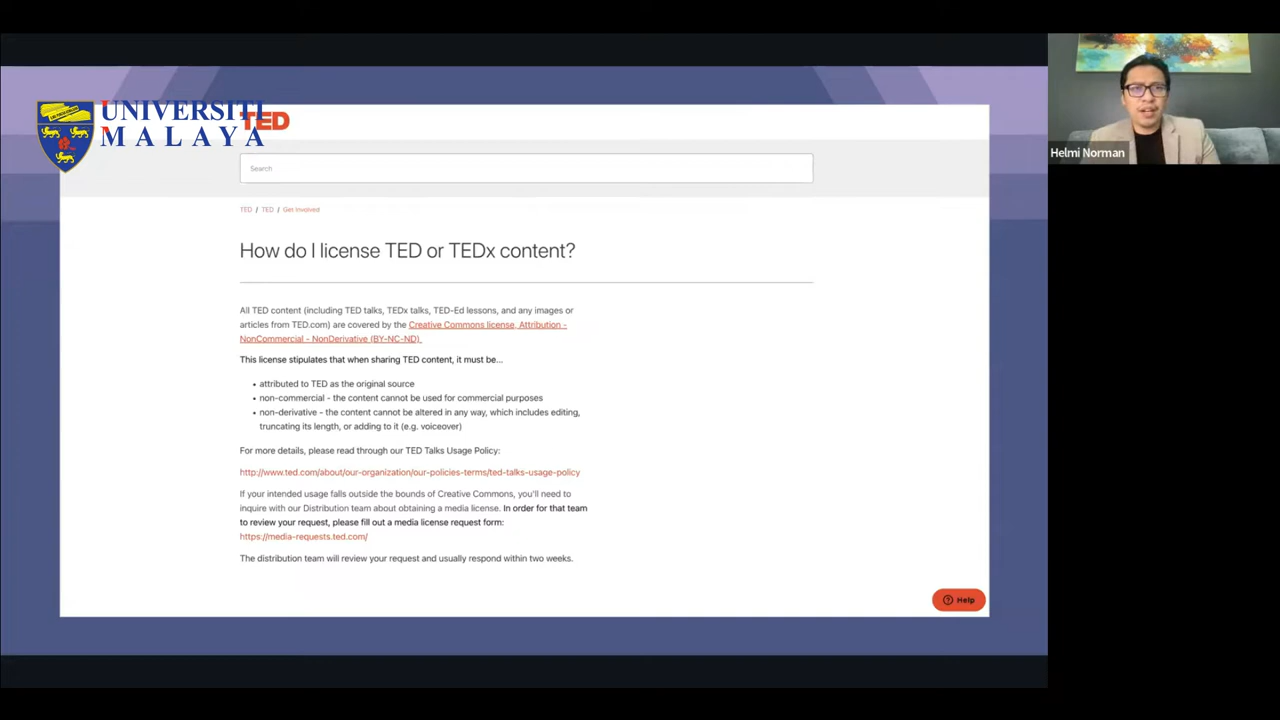 UNIVERSITI
MALAYA
TED
Search
TED / TED / Get Involved
How do I license TED or TEDx content?
All TED content (including TED talks, TEDx talks, TED-Ed lessons, and any images or
articles from TED.com) are covered by the Creative Commons license, Attribution -
NonCommercial - NonDerivative (BY-NC-ND).
This license stipulates that when sharing TED content, it must be...
• attributed to TED as the original source
• non-commercial - the content cannot be used for commercial purposes
• non-derivative - the content cannot be altered in any way, which includes editing,
truncating its length, or adding to it (e.g. voiceover)
For more details, please read through our TED Talks Usage Policy:
http://www.ted.com/about/our-organization/our-policies-terms/ted-talks-usage-policy
If your intended usage falls outside the bounds of Creative Commons, you'll need to
inquire with our Distribution team about obtaining a media license. In order for that team
to review your request, please fill out a media license request form:
https://media-requests.ted.com/
The distribution team will review your request and usually respond within two weeks.
Help
Helmi Norman